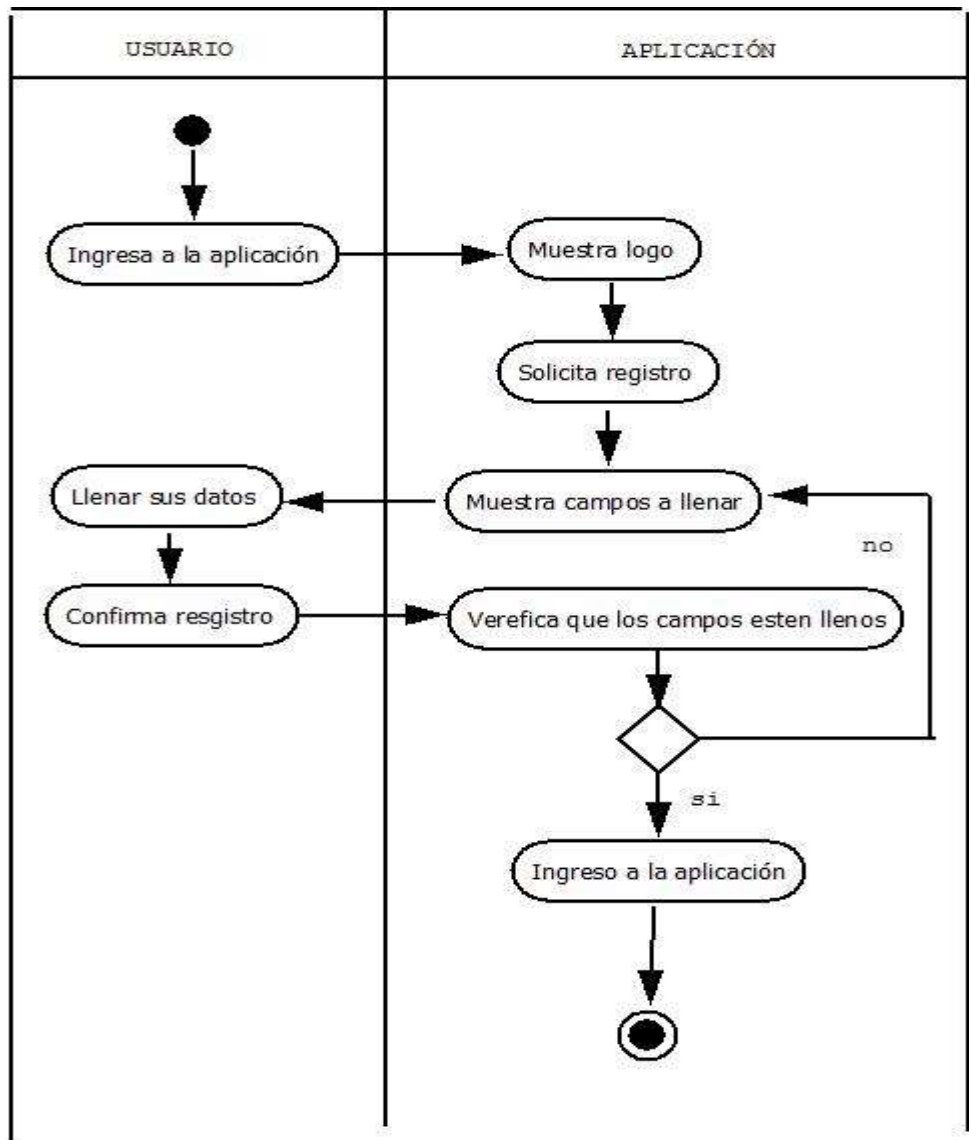 USUARIO
APLICACIÓN
Ingresa a la aplicación
Muestra logo
Solicita registro
Llenar sus datos
Muestra campos a llenar
no
Confirma resgistro
Verefica que los campos esten llenos
si
Ingreso a la aplicación